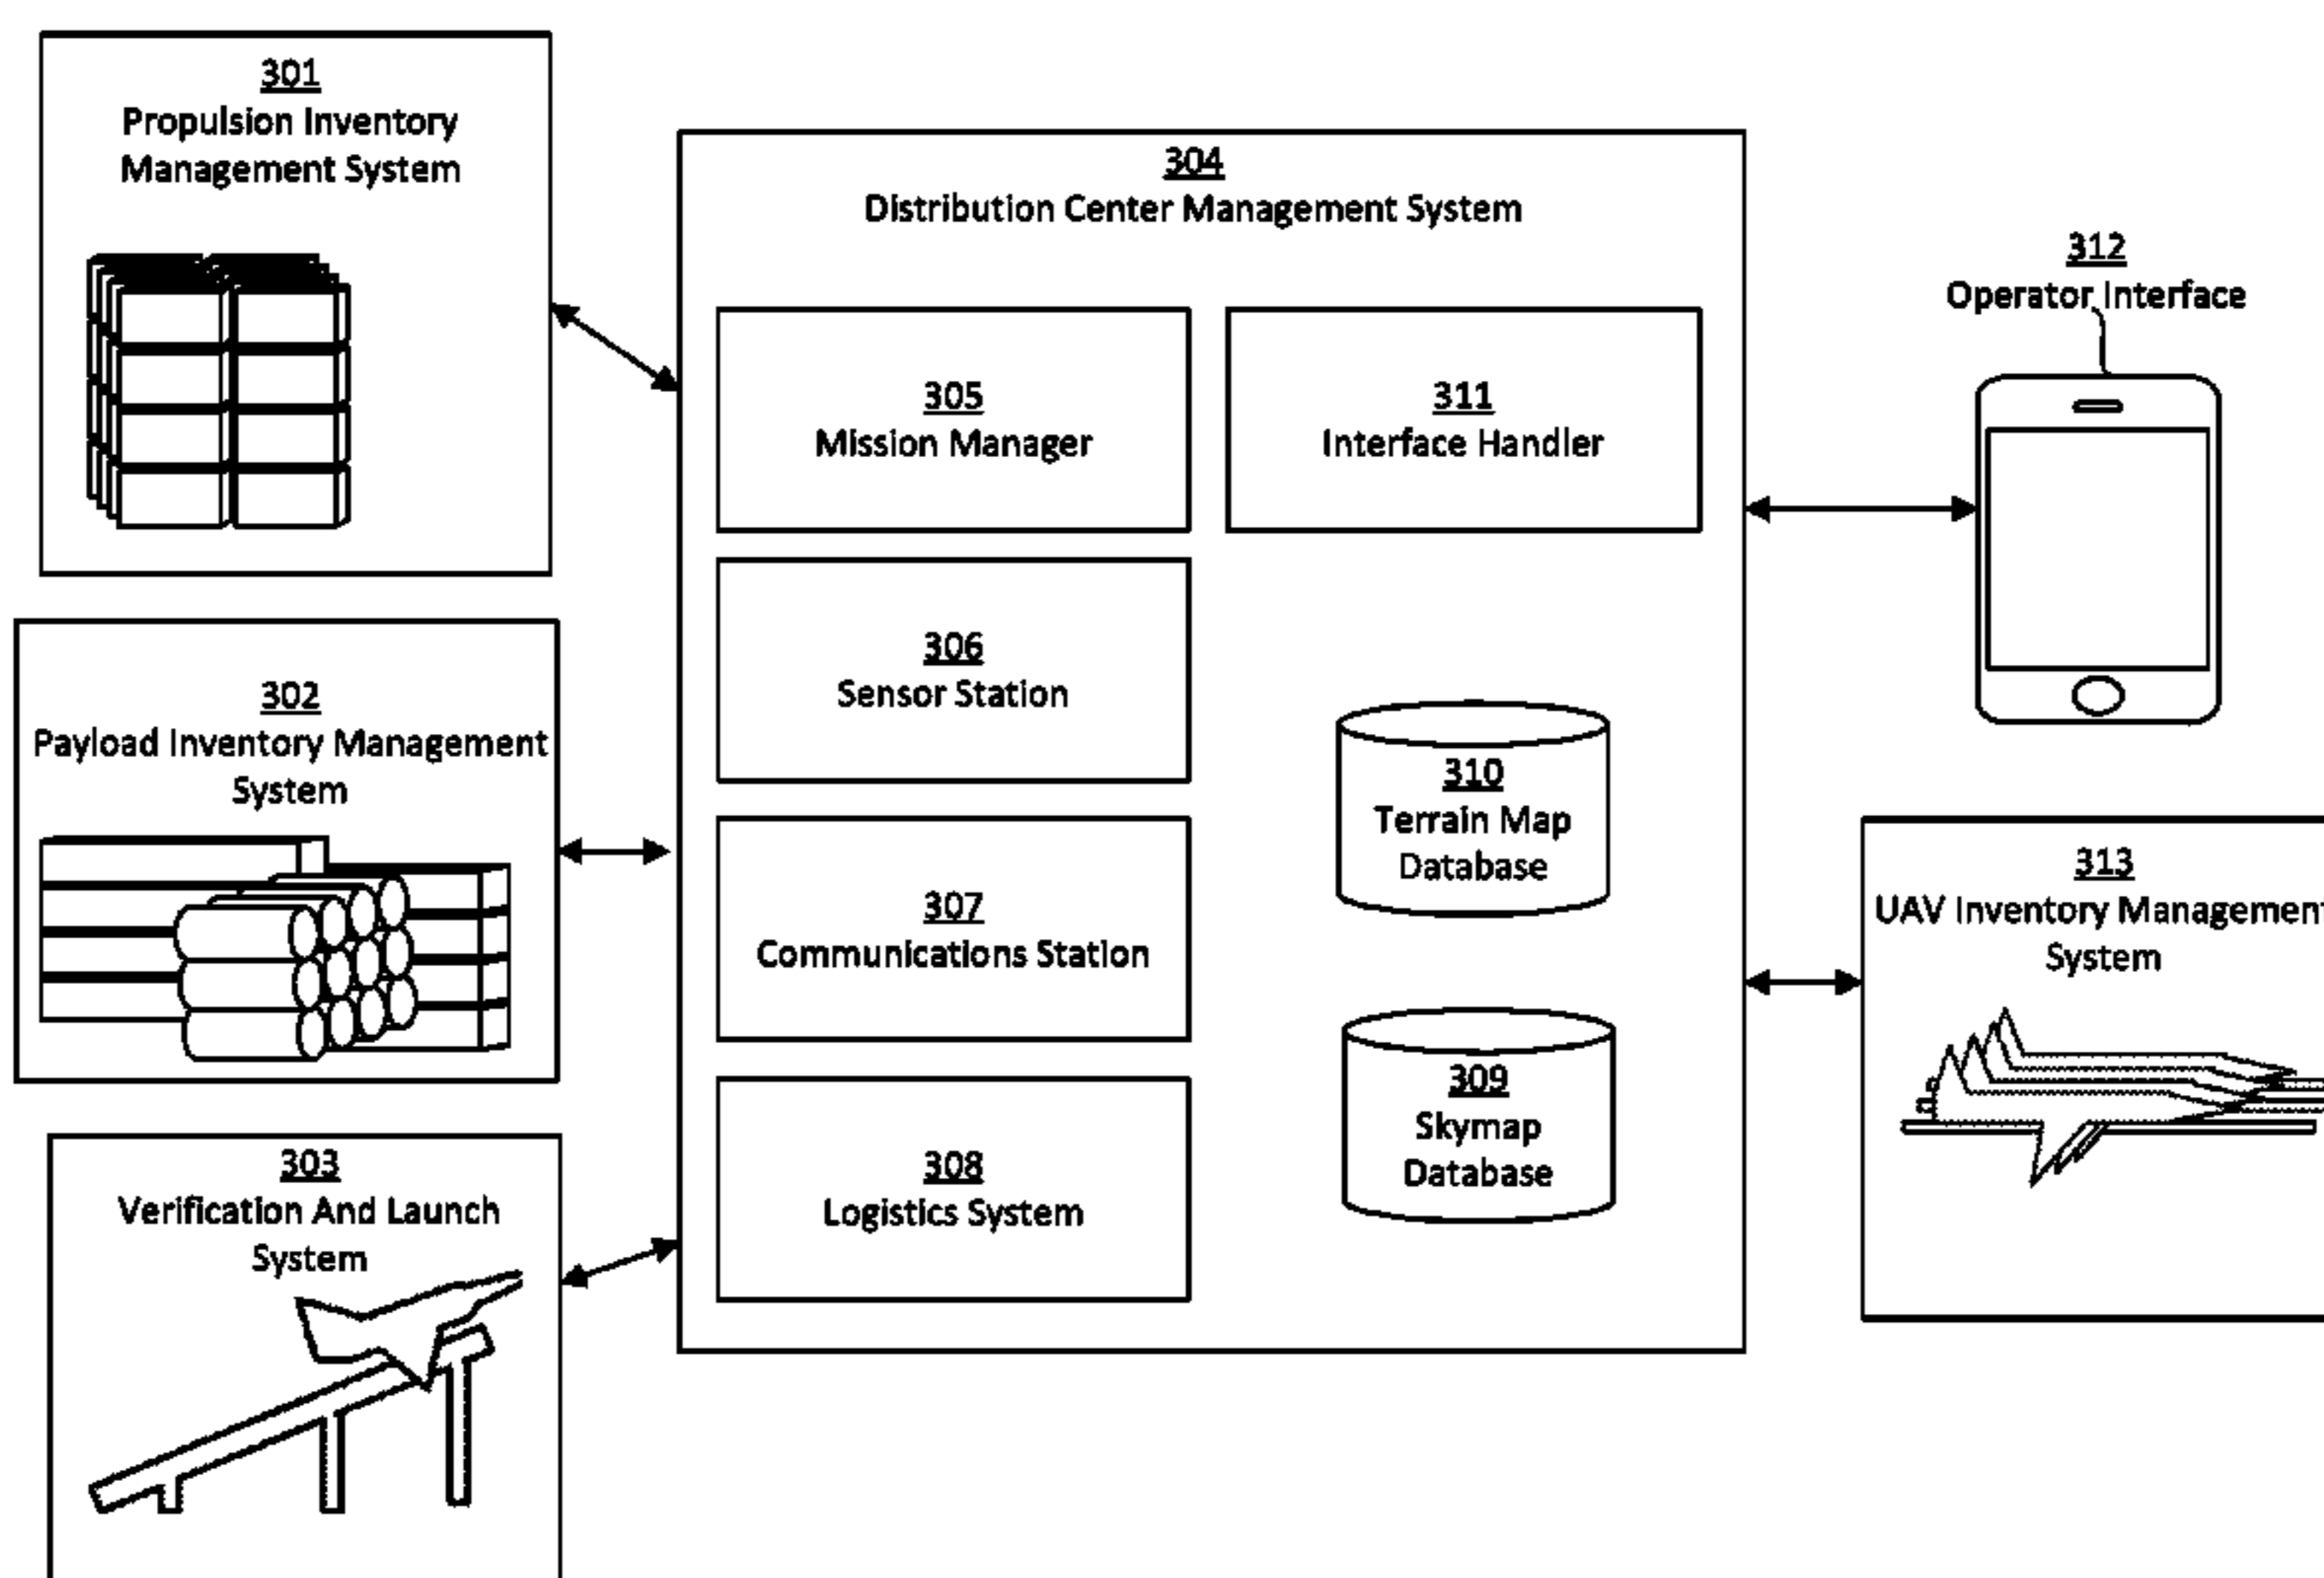 301
Propulsion Inventory
Management System
302
Payload Inventory Management
System
303
Verification And Launch
System
304
Distribution Center Management System
305
Mission Manager
311
Interface Handler
306
Sensor Station
310
Terrain Map
Database
307
Communications Station
309
Skymap
Database
308
Logistics System
312
Operator Interface
313
UAV Inventory Management
System